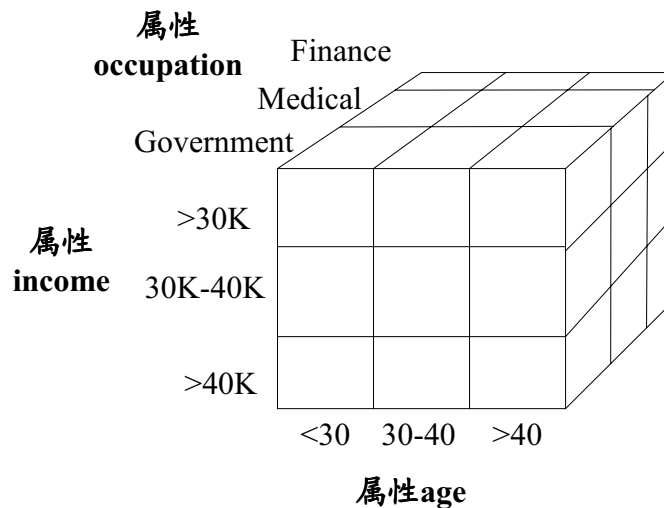 属性
occupation
Finance
Medical
Government
属性
income
>30K
30K-40K
>40K
<30 30-40 >40
属性age